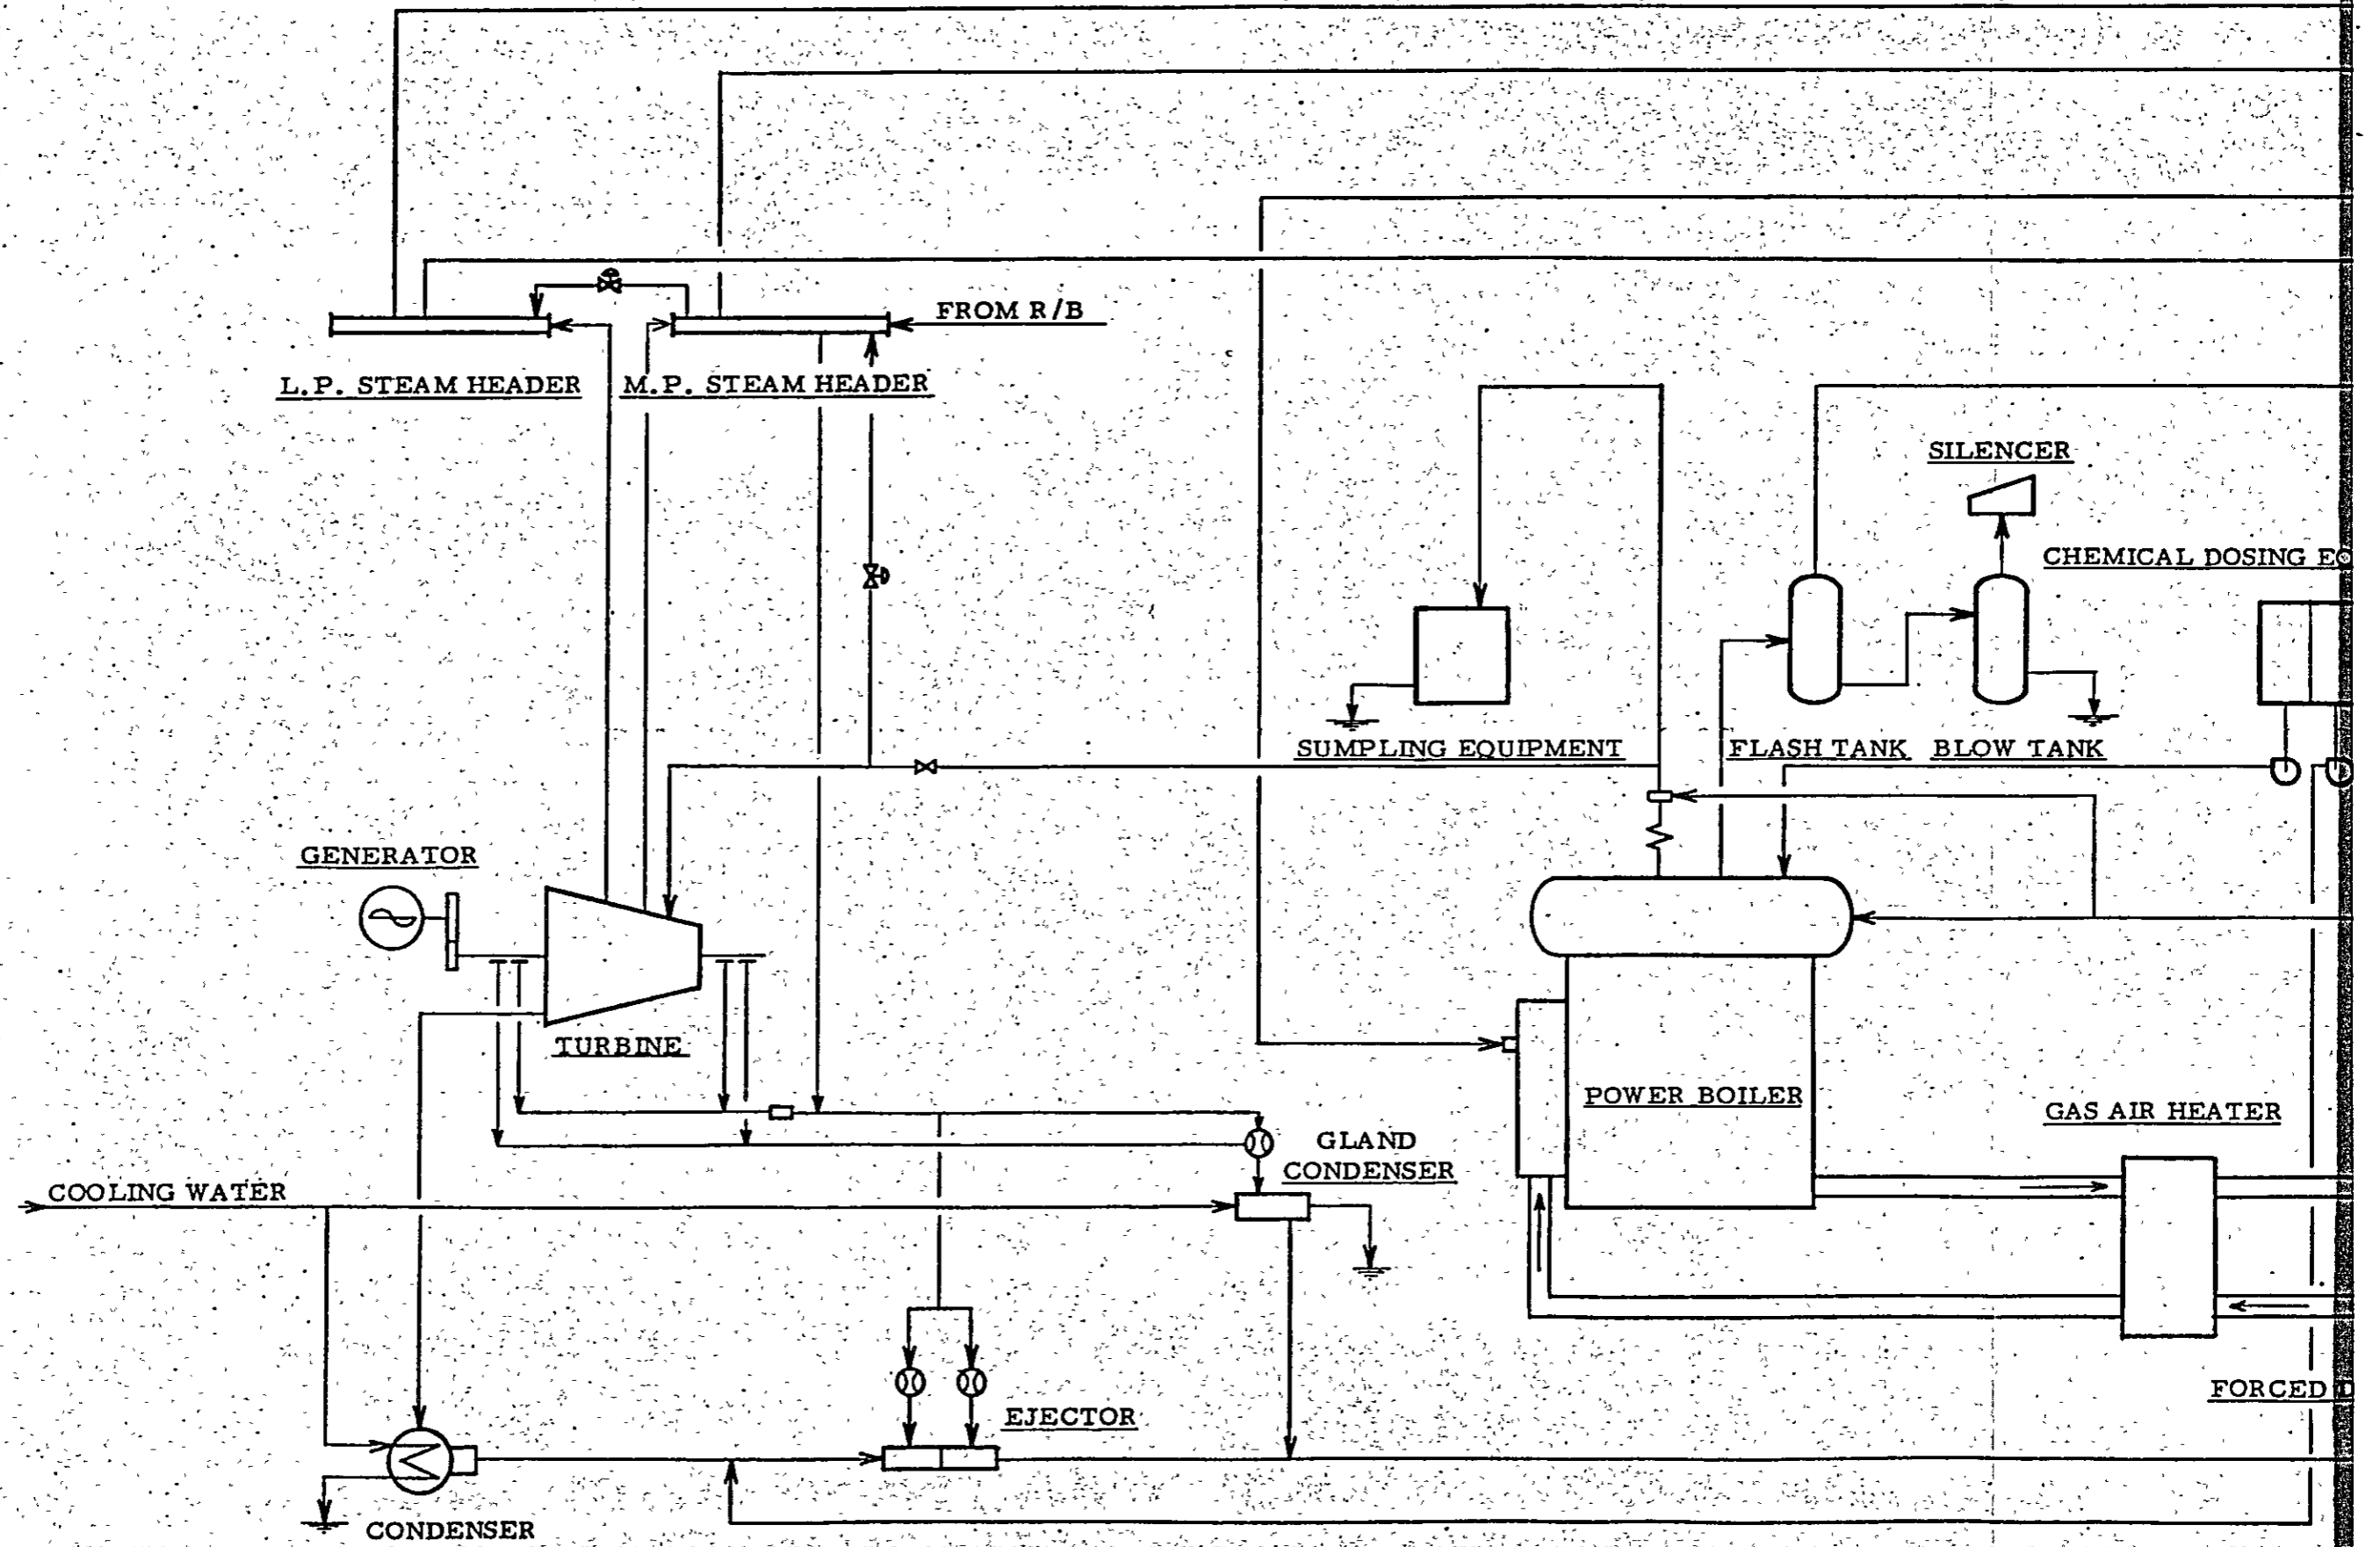 FROM R/B
L.P. STEAM HEADER
M.P. STEAM HEADER
SILENCER
CHEMICAL DOSING EQ
SUMPLING EQUIPMENT
FLASH TANK
BLOW TANK
GENERATOR
TURBINE
POWER BOILER
GAS AIR HEATER
GLAND
CONDENSER
COOLING WATER
FORCED D
EJECTOR
CONDENSER